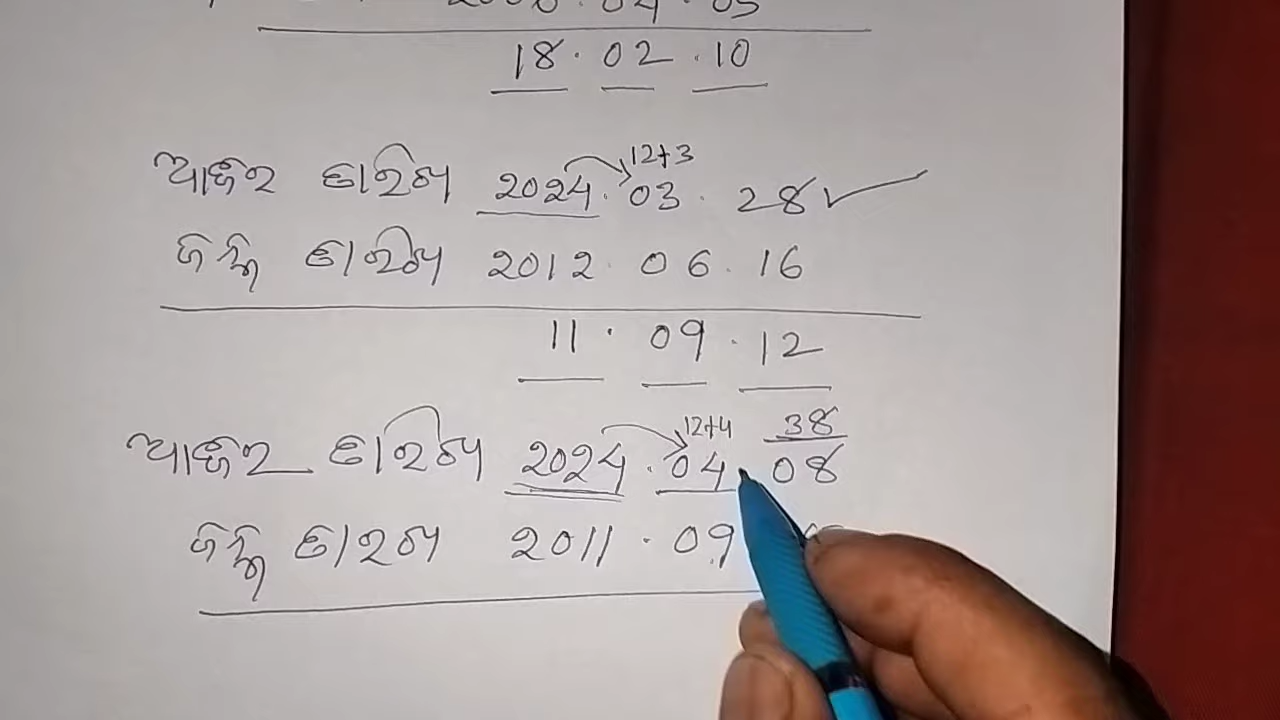 18 . 02 . 10
12+3
ଆଜିର ତାରିଖ 2024 . 03 . 28 ✓
ଜନ୍ମ ତାରିଖ 2012 . 06 . 16
11 . 09 . 12
12+4 38
ଆଜିର ତାରିଖ 2024 . 04 . 08
ଜନ୍ମ ତାରିଖ 2011 . 09